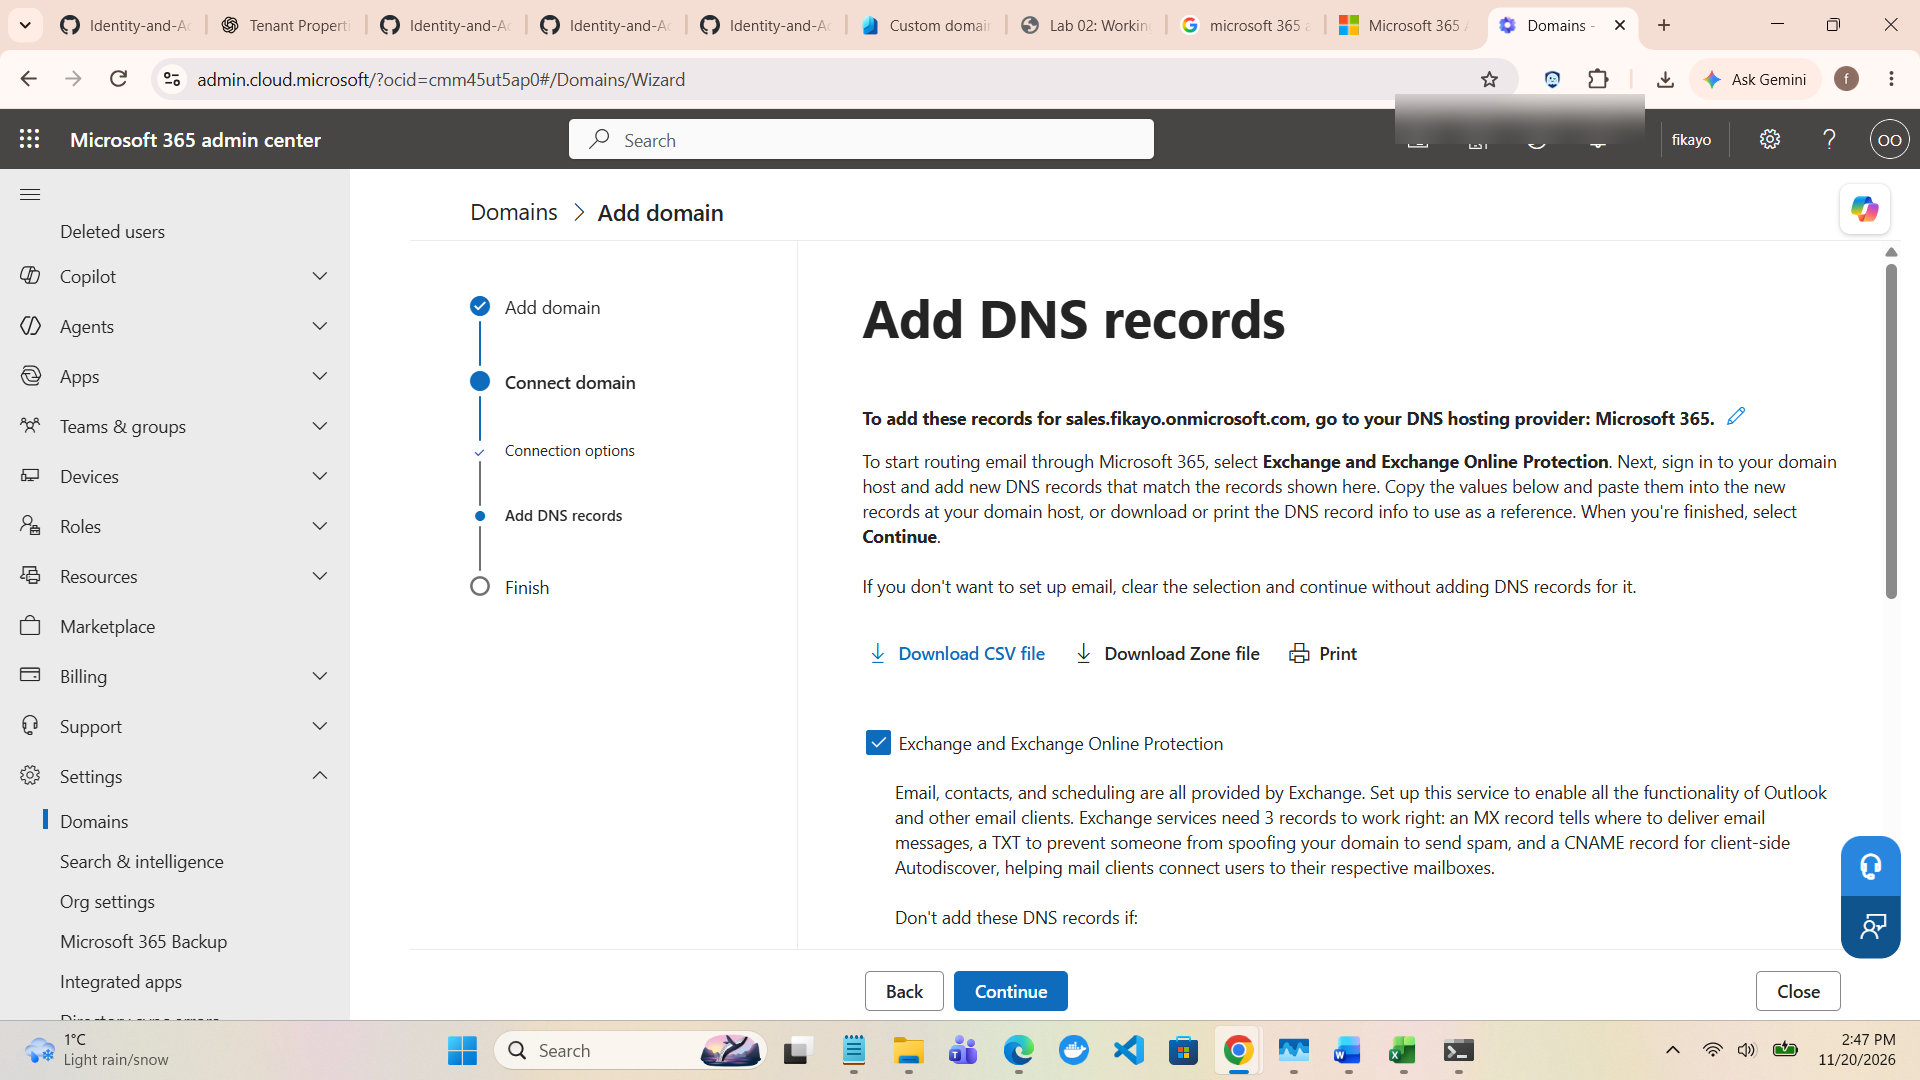 Identity-and-Ac
Tenant Properti
Identity-and-Ac
Identity-and-Ac
Identity-and-Ac
Custom domain
Lab 02: Workin
microsoft 365 a
Microsoft 365 A
Domains -
admin.cloud.microsoft/?ocid=cmm45ut5ap0#/Domains/Wizard
Ask Gemini
f
Microsoft 365 admin center
Search
fikayo
OO
Deleted users
Copilot
Agents
Apps
Teams & groups
Devices
Roles
Resources
Marketplace
Billing
Support
Settings
Domains
Search & intelligence
Org settings
Microsoft 365 Backup
Integrated apps
Directory sync errors
Domains > Add domain
Add domain
Connect domain
Connection options
Add DNS records
Finish
Add DNS records
To add these records for sales.fikayo.onmicrosoft.com, go to your DNS hosting provider: Microsoft 365.
To start routing email through Microsoft 365, select Exchange and Exchange Online Protection. Next, sign in to your domain
host and add new DNS records that match the records shown here. Copy the values below and paste them into the new
records at your domain host, or download or print the DNS record info to use as a reference. When you're finished, select
Continue.
If you don't want to set up email, clear the selection and continue without adding DNS records for it.
Download CSV file
Download Zone file
Print
Exchange and Exchange Online Protection
Email, contacts, and scheduling are all provided by Exchange. Set up this service to enable all the functionality of Outlook
and other email clients. Exchange services need 3 records to work right: an MX record tells where to deliver email
messages, a TXT to prevent someone from spoofing your domain to send spam, and a CNAME record for client-side
Autodiscover, helping mail clients connect users to their respective mailboxes.
Don't add these DNS records if:
Back
Continue
Close
1°C
Light rain/snow
Search
2:47 PM
11/20/2026